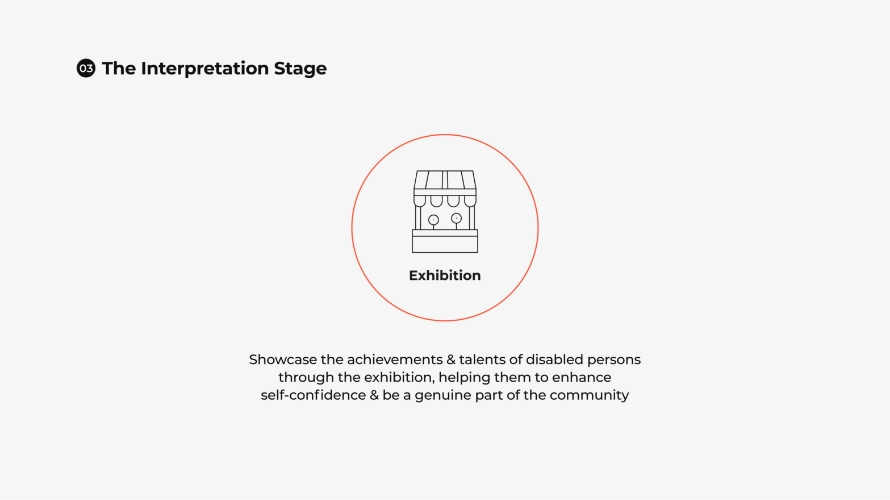 03 The Interpretation Stage
Exhibition
Showcase the achievements & talents of disabled persons
through the exhibition, helping them to enhance
self-confidence & be a genuine part of the community